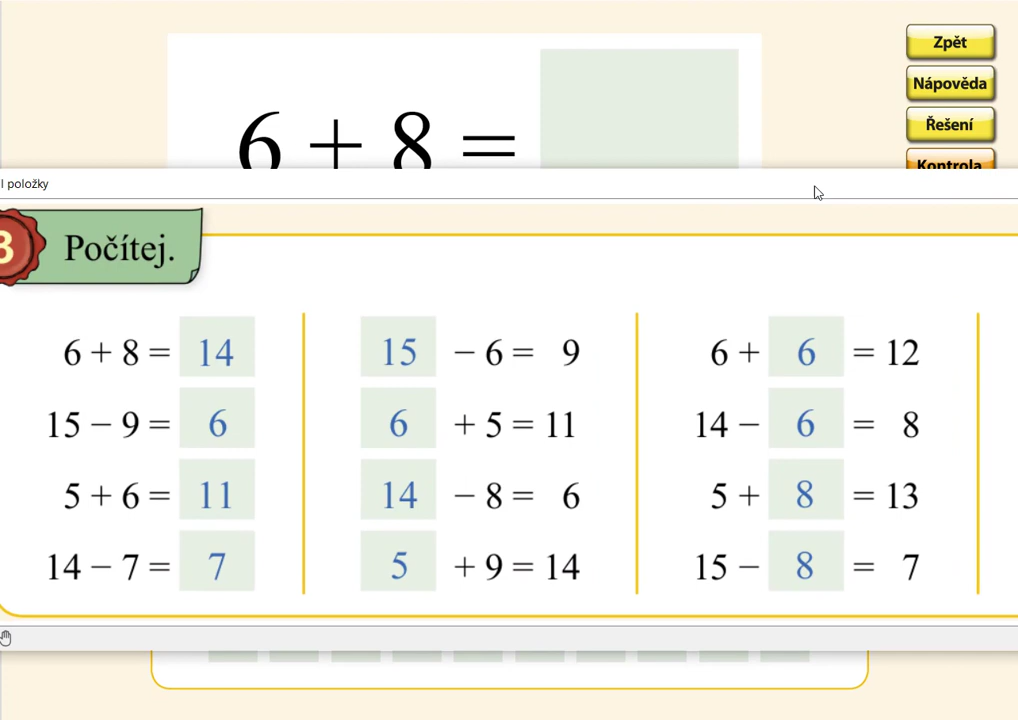 6 + 8 =
Zpět
Nápověda
Řešení
Kontrola
l položky
3 Počítej.
6 + 8 = 14
15 − 9 = 6
5 + 6 = 11
14 − 7 = 7
15 − 6 = 9
6 + 5 = 11
14 − 8 = 6
5 + 9 = 14
6 + 6 = 12
14 − 6 = 8
5 + 8 = 13
15 − 8 = 7